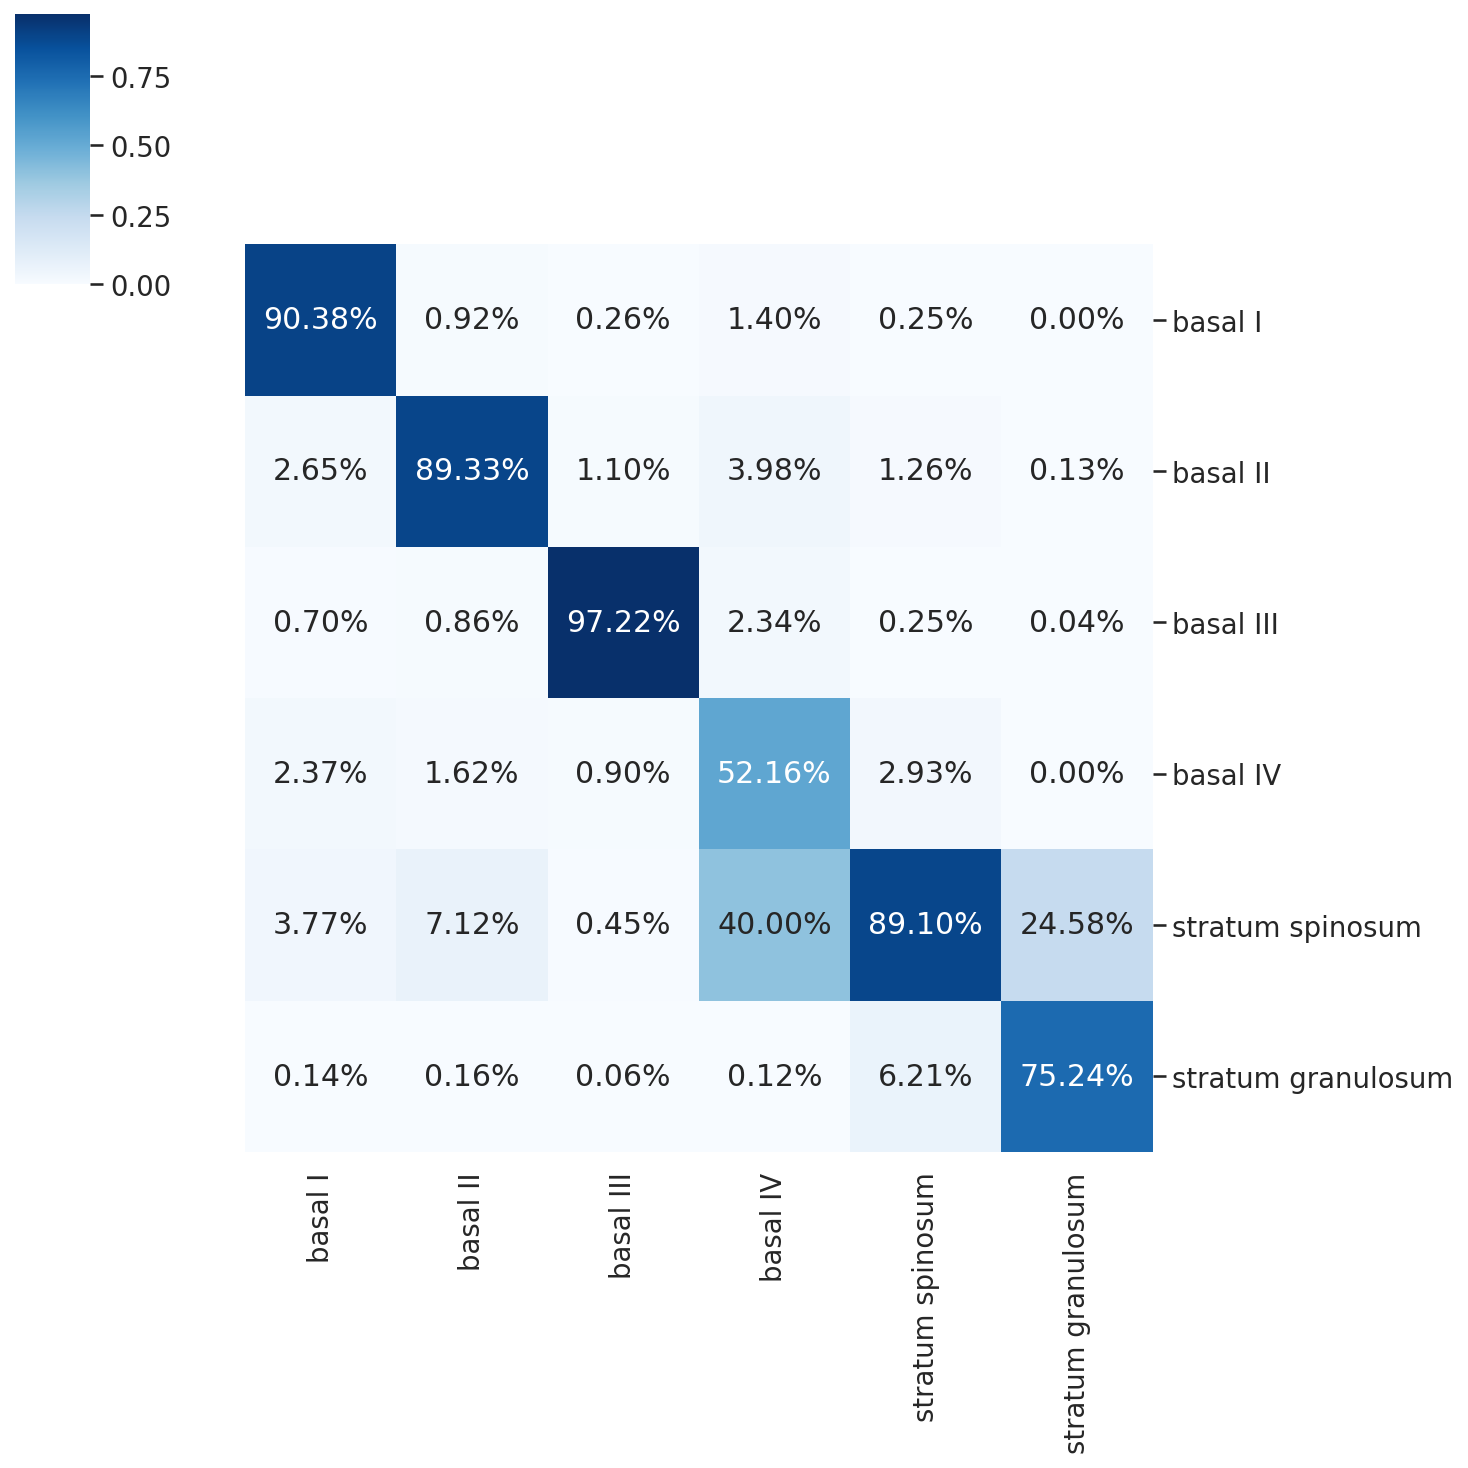 0.75
0.50
0.25
0.00
90.38% 0.92% 0.26% 1.40% 0.25% 0.00% basal I
2.65% 89.33% 1.10% 3.98% 1.26% 0.13% basal II
0.70% 0.86% 97.22% 2.34% 0.25% 0.04% basal III
2.37% 1.62% 0.90% 52.16% 2.93% 0.00% basal IV
3.77% 7.12% 0.45% 40.00% 89.10% 24.58% stratum spinosum
0.14% 0.16% 0.06% 0.12% 6.21% 75.24% stratum granulosum
basal I
basal II
basal III
basal IV
stratum spinosum
stratum granulosum